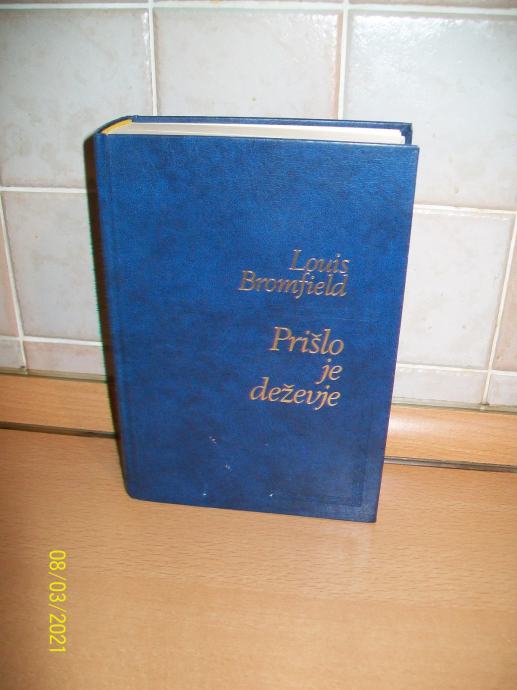 Louis
Bromfield
Prišlo
je
deževje
08/03/2021